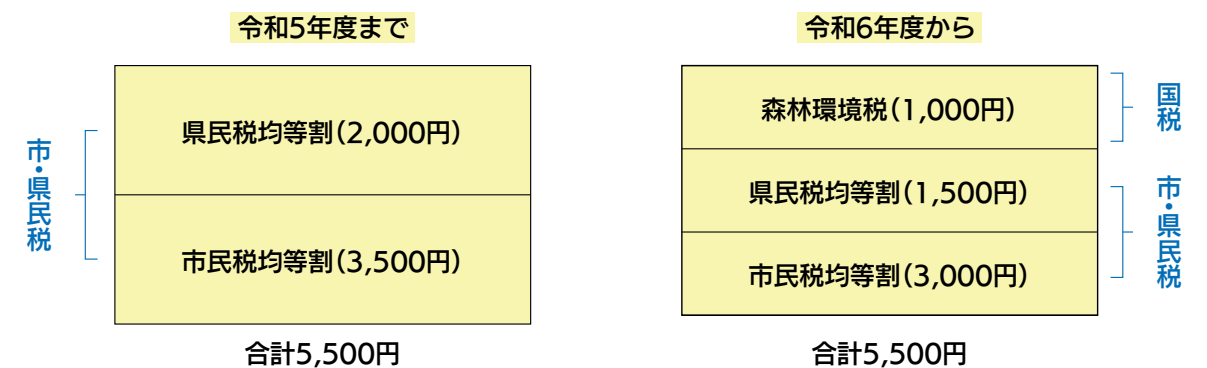 令和5年度まで
市・県民税
県民税均等割(2,000円)
市民税均等割(3,500円)
合計5,500円
令和6年度から
森林環境税(1,000円)
県民税均等割(1,500円)
市民税均等割(3,000円)
国税
市・県民税
合計5,500円